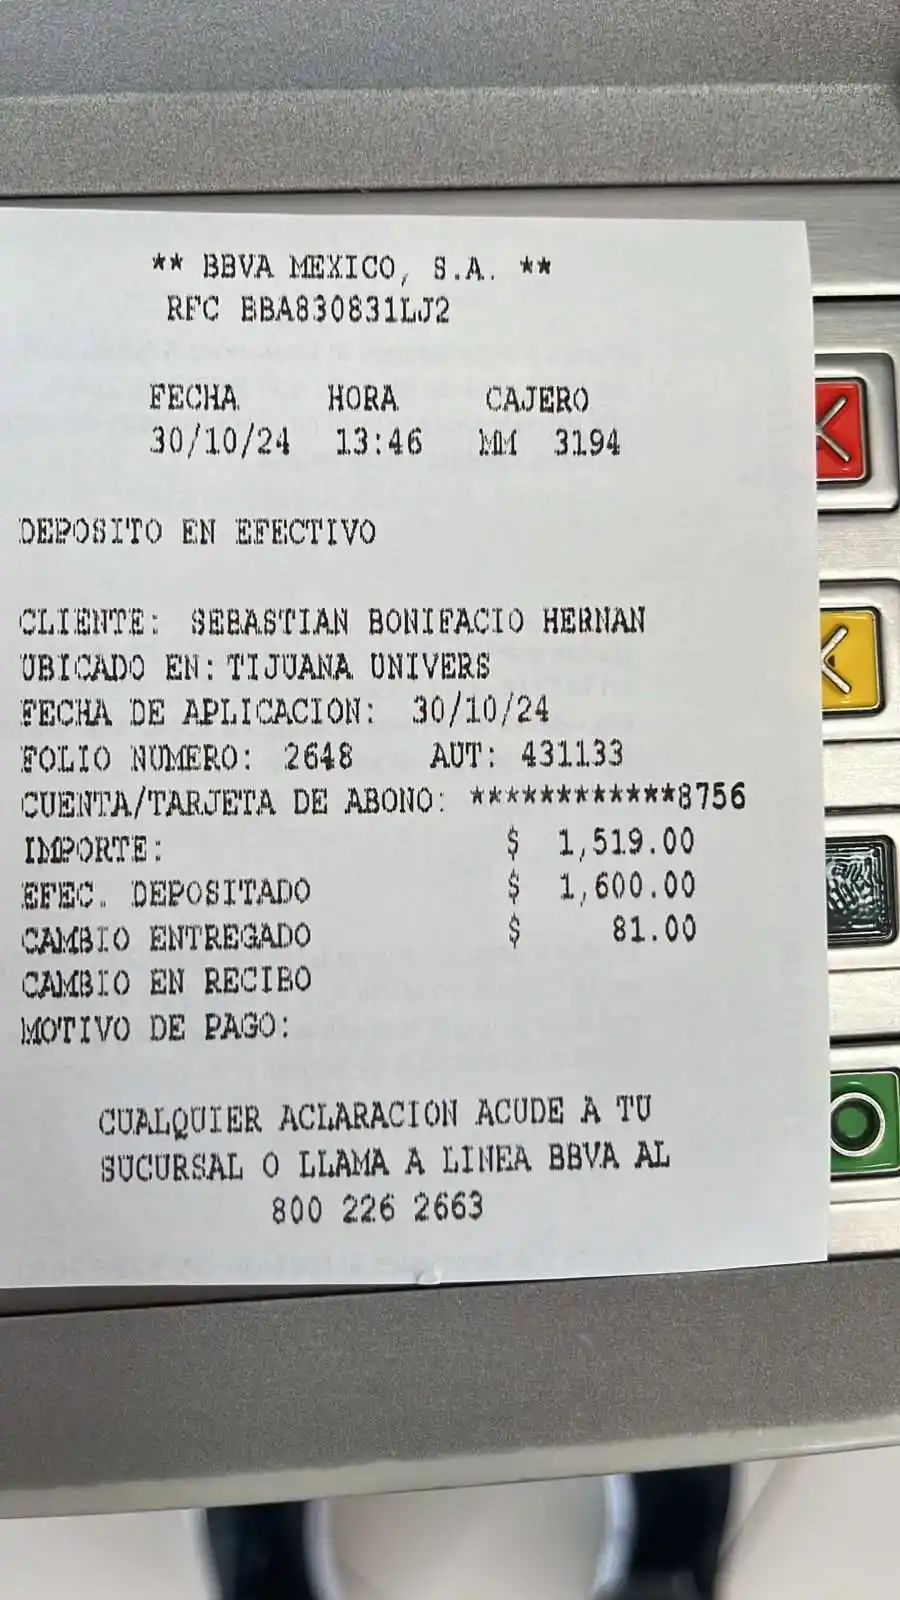 ** BBVA MEXICO, S.A. **
RFC BBA830831LJ2
FECHA HORA CAJERO
30/10/24 13:46 MM 3194
DEPOSITO EN EFECTIVO
CLIENTE: SEBASTIAN BONIFACIO HERNAN
UBICADO EN: TIJUANA UNIVERS
FECHA DE APLICACION: 30/10/24
FOLIO NUMERO: 2648 AUT: 431133
CUENTA/TARJETA DE ABONO: ************8756
IMPORTE: $ 1,519.00
EFEC. DEPOSITADO $ 1,600.00
CAMBIO ENTREGADO $ 81.00
CAMBIO EN RECIBO
MOTIVO DE PAGO:
CUALQUIER ACLARACION ACUDE A TU
SUCURSAL O LLAMA A LINEA BBVA AL
800 226 2663